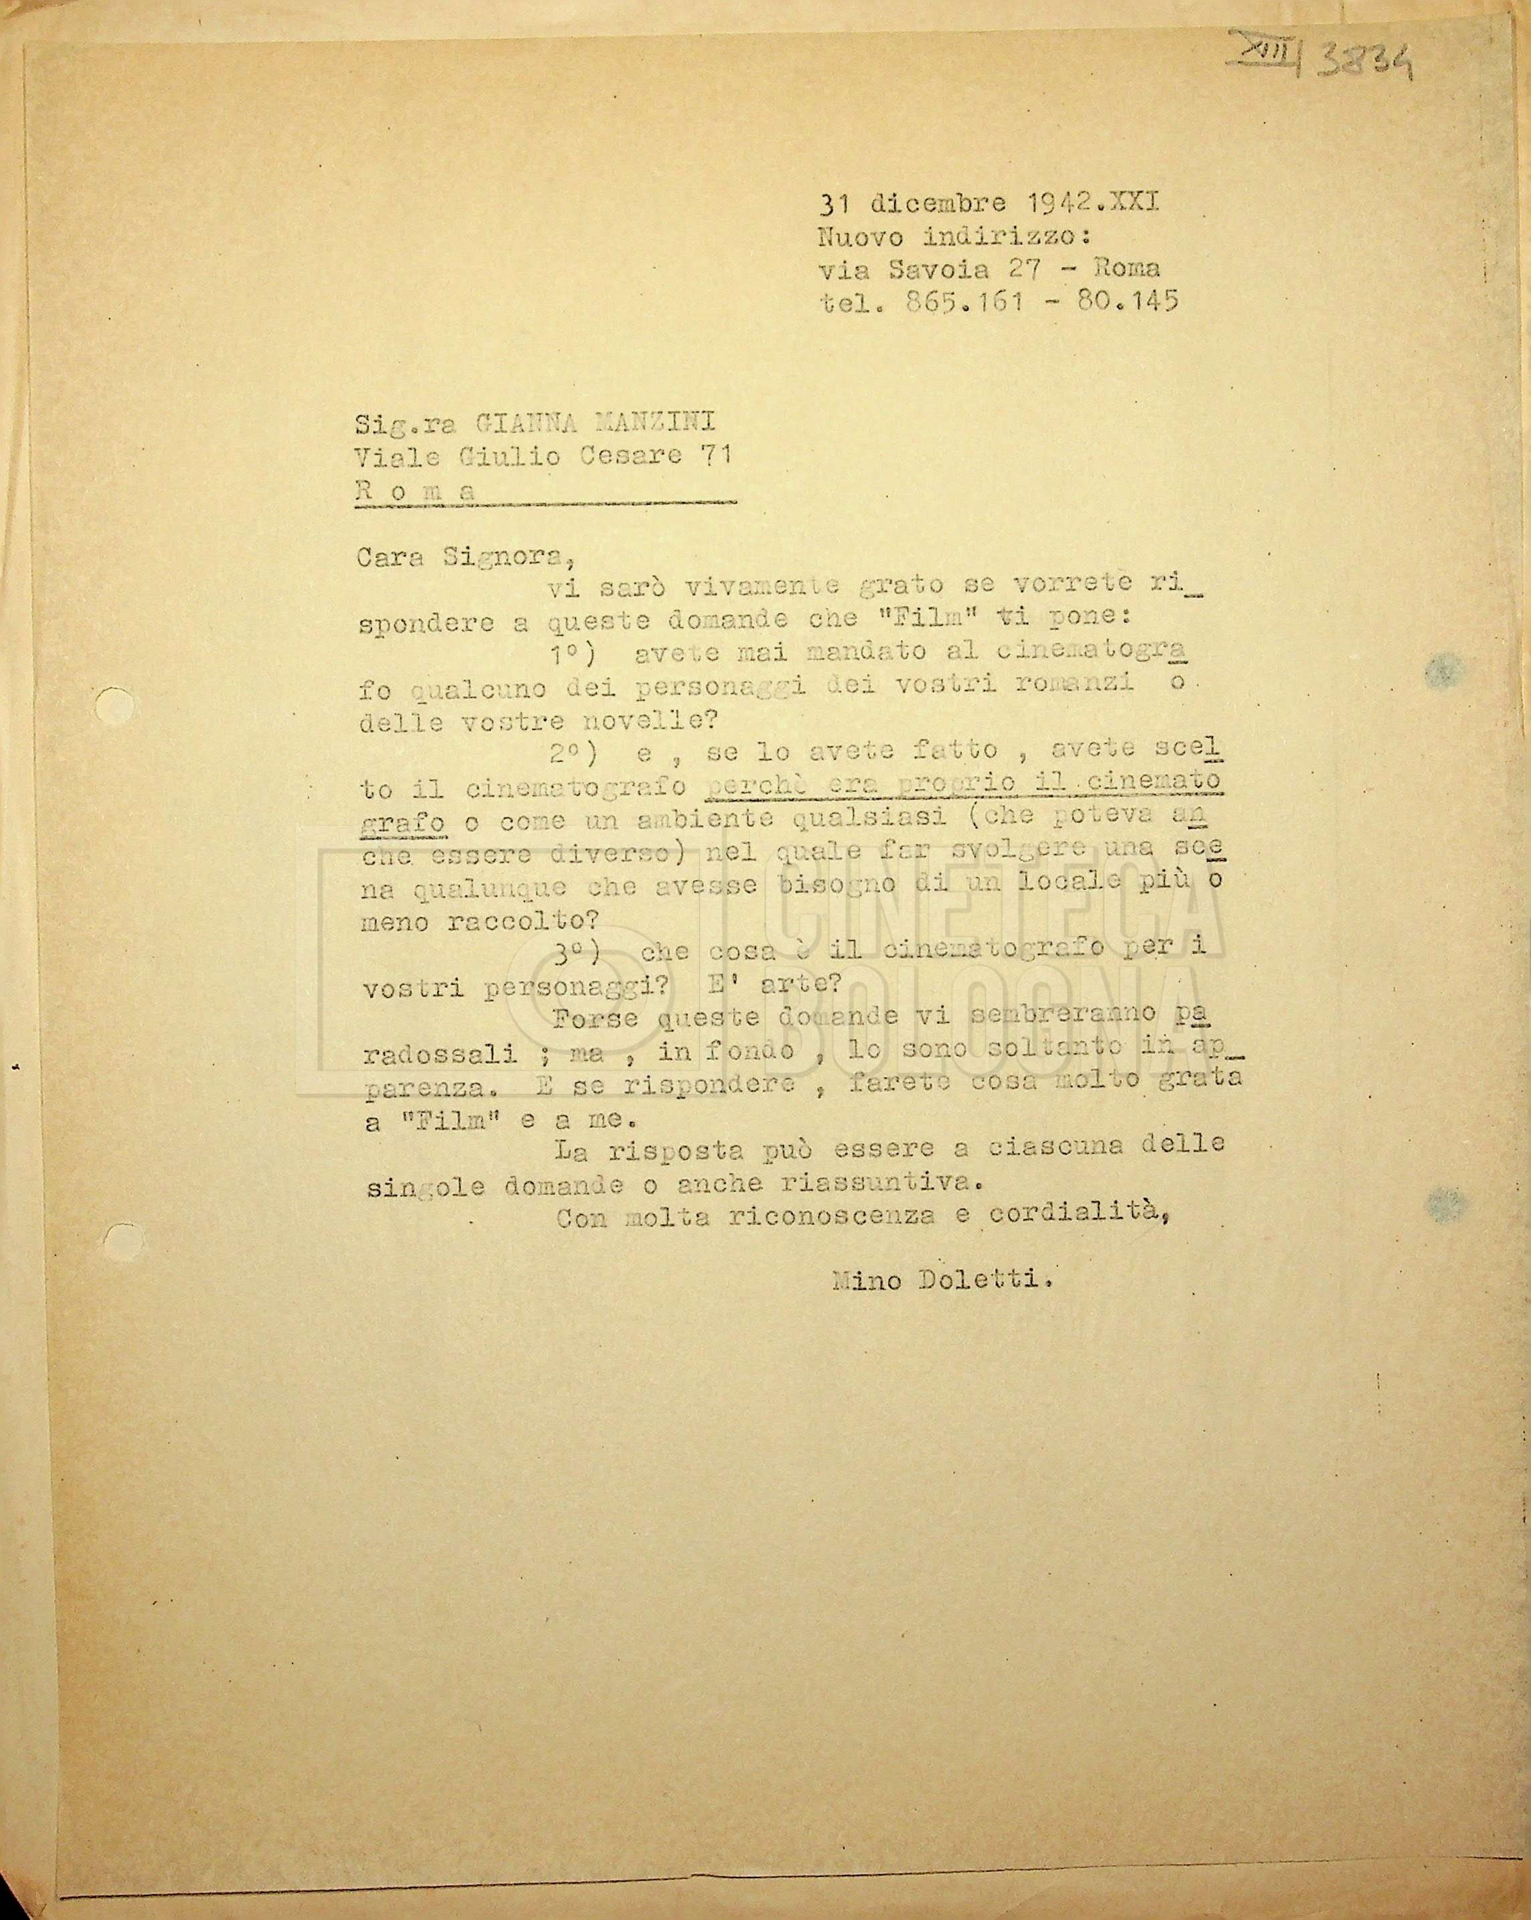 XVIII/3834
31 dicembre 1942.XXI
Nuovo indirizzo:
via Savoia 27 - Roma
tel. 865.161 - 80.145
Sig.ra GIANNA MANZINI
Viale Giulio Cesare 71
R o m a
Cara Signora,
vi sarò vivamente grato se vorrete ri_
spondere a queste domande che "Film" ti pone:
1°) avete mai mandato al cinematogra
fo qualcuno dei personaggi dei vostri romanzi o
delle vostre novelle?
2°) e , se lo avete fatto , avete scel
to il cinematografo perchè era proprio il cinemato
grafo o come un ambiente qualsiasi (che poteva an
che essere diverso) nel quale far svolgere una sce
na qualunque che avesse bisogno di un locale più o
meno raccolto?
3°) che cosa è il cinematografo per i
vostri personaggi? E' arte?
Forse queste domande vi sembreranno pa
radossali ; ma , in fondo , lo sono soltanto in ap_
parenza. E se rispondere , farete cosa molto grata
a "Film" e a me.
La risposta può essere a ciascuna delle
singole domande o anche riassuntiva.
Con molta riconoscenza e cordialità,
Mino Doletti.
© CINETECA
BOLOGNA